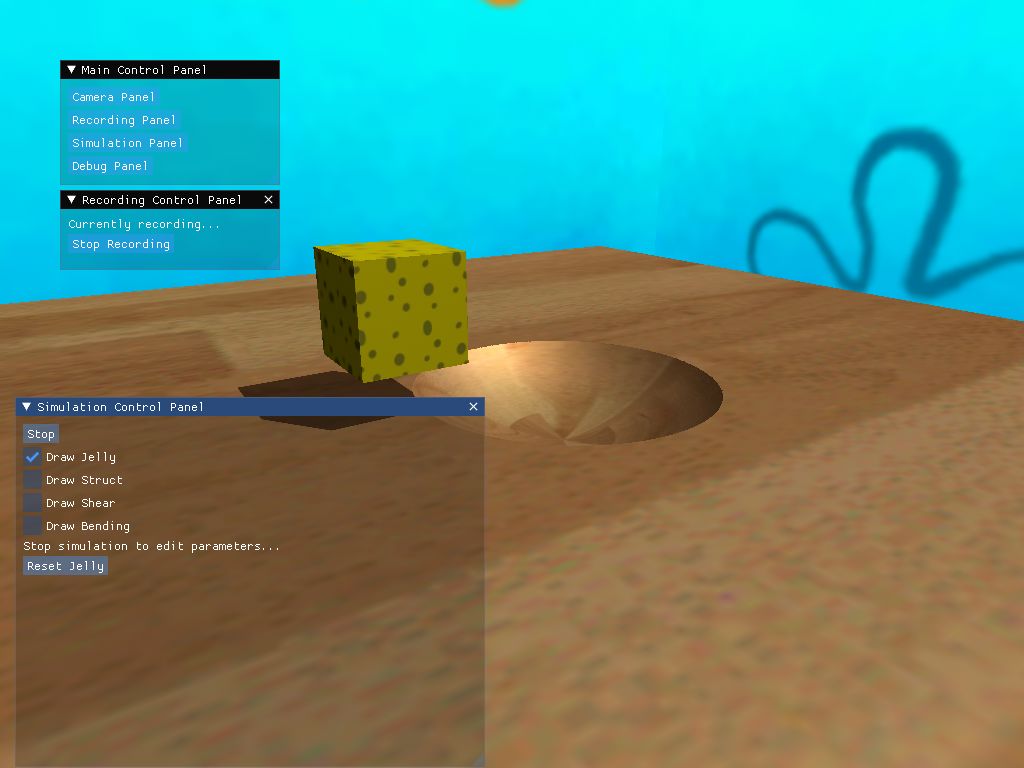 Main Control Panel
Camera Panel
Recording Panel
Simulation Panel
Debug Panel
Recording Control Panel
Currently recording...
Stop Recording
Simulation Control Panel
Stop
Draw Jelly
Draw Struct
Draw Shear
Draw Bending
Stop simulation to edit parameters...
Reset Jelly